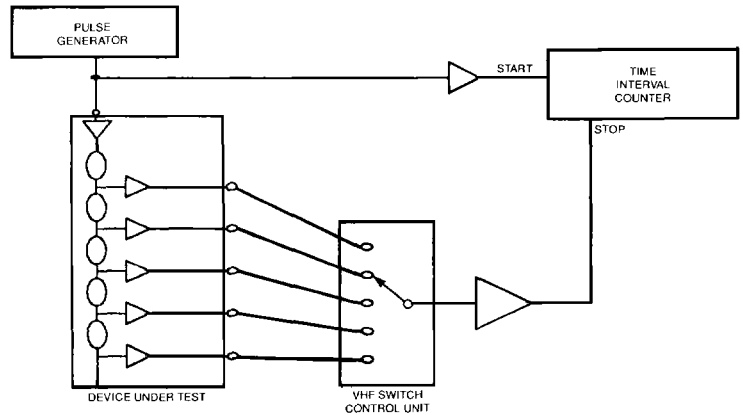 PULSE
GENERATOR
START
TIME
INTERVAL
COUNTER
STOP
DEVICE UNDER TEST
VHF SWITCH
CONTROL UNIT